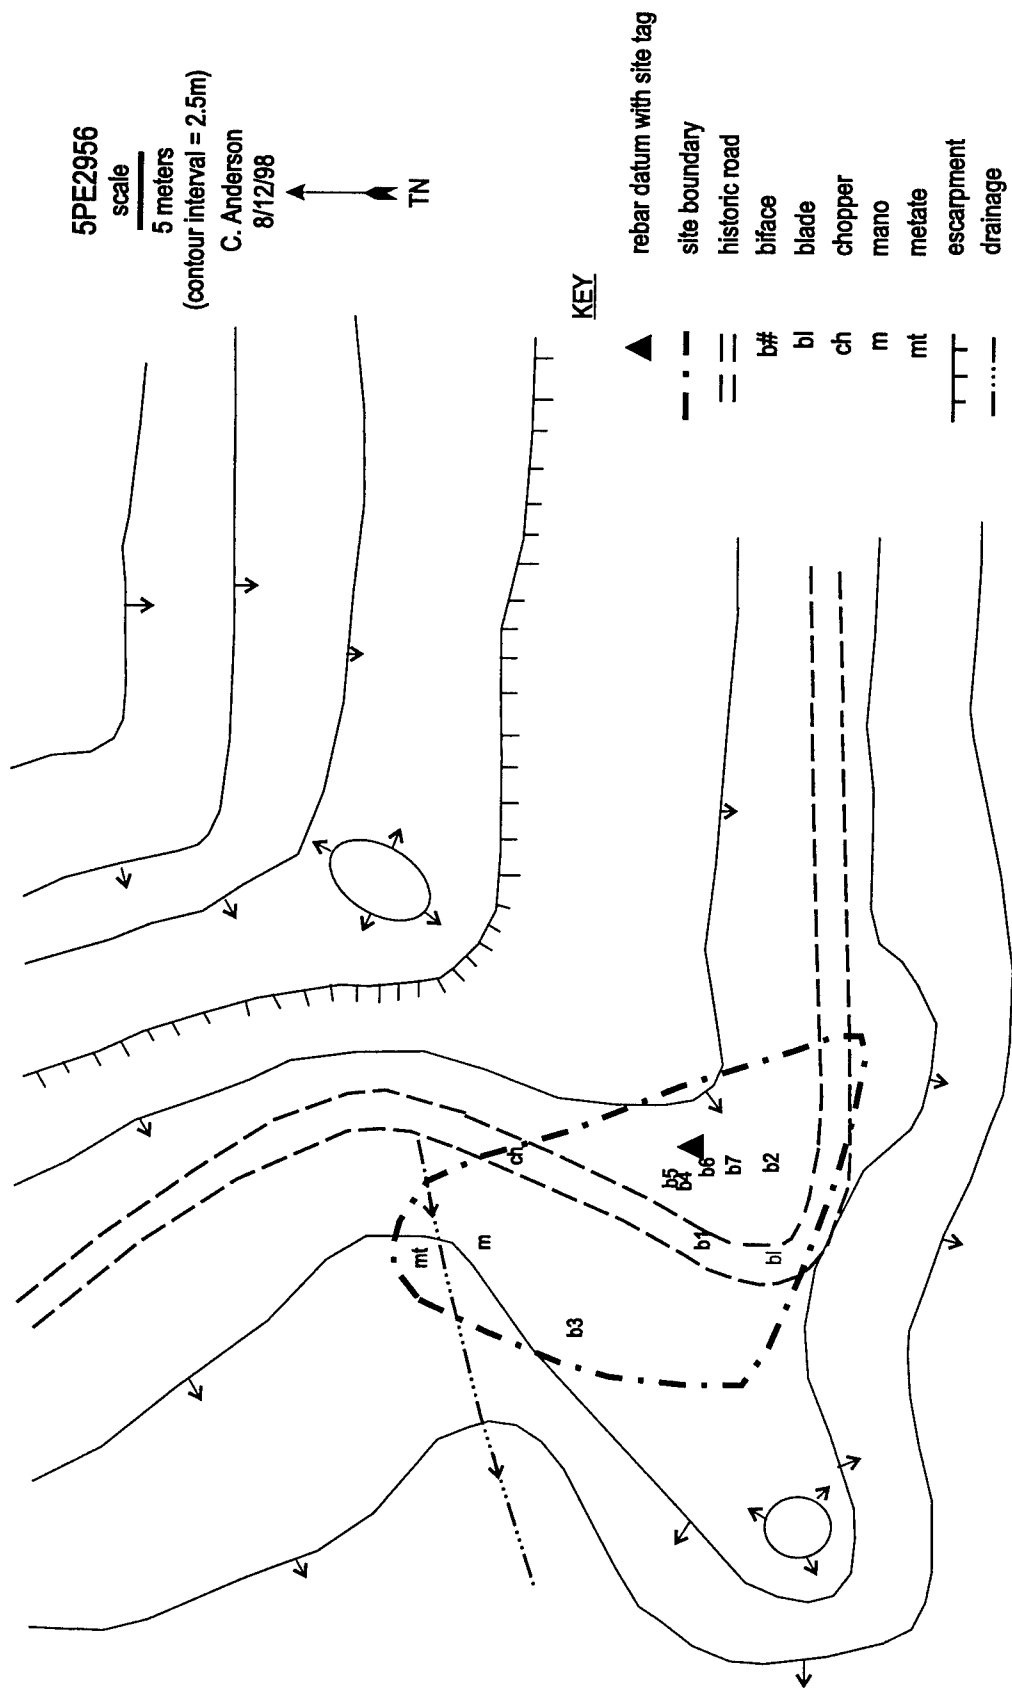 5PE2956
scale
5 meters
(contour interval = 2.5m)
C. Anderson
8/12/98
TN
KEY
rebar datum with site tag
site boundary
historic road
b# biface
bl blade
ch chopper
m mano
mt metate
escarpment
drainage
ch
mt
m
b5
b4
b6
b7
b2
b1
bl
b3